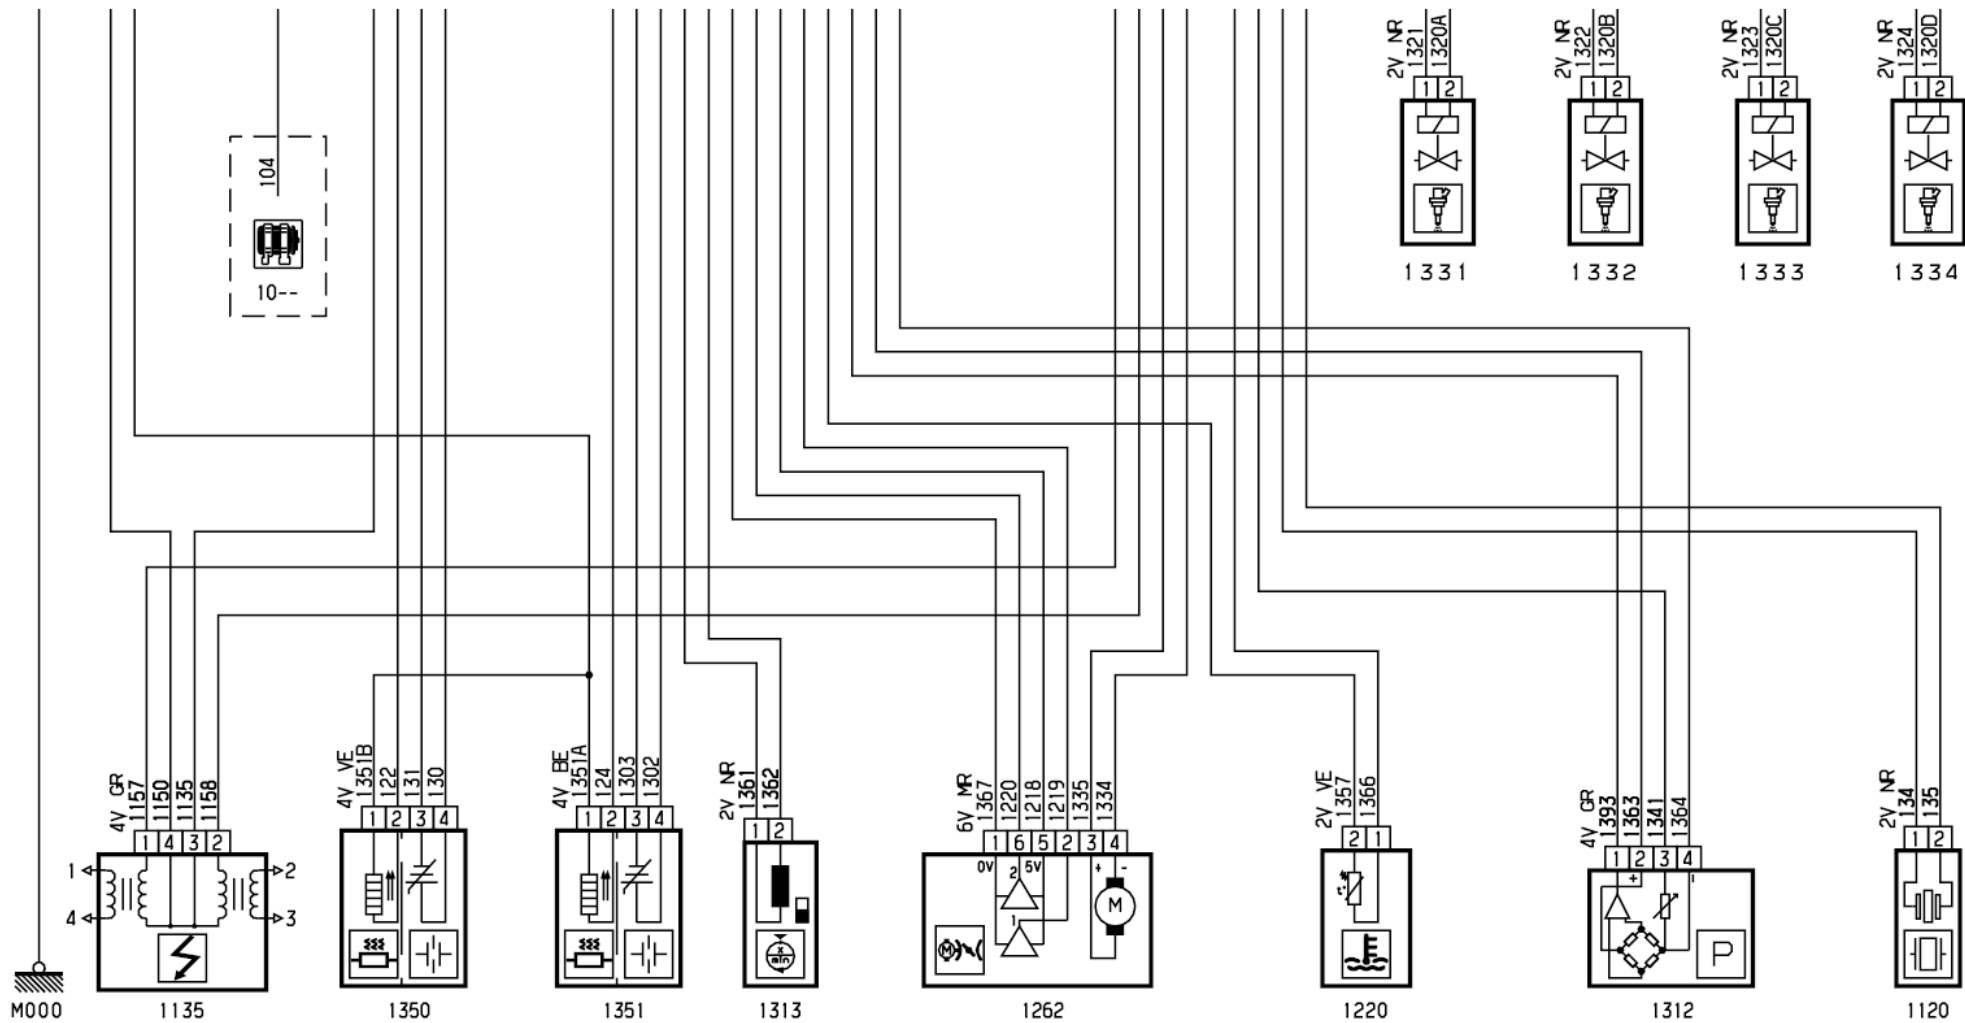 2V NR
1321
1320A
2V NR
1322
1320B
2V NR
1323
1320C
2V NR
1324
1320D
1 2
1 2
1 2
1 2
1331
1332
1333
1334
104
10--
4V GR
1157
1150
1135
1158
1 4 3 2
1
4
2
3
1135
M000
4V VE
1351B
122
131
130
1 2 3 4
1350
4V BE
1351A
124
1303
1302
1 2 3 4
1351
2V NR
1361
1362
1 2
x
min
1313
6V MR
1367
1220
1218
1219
1335
1334
1 6 5 2 3 4
0V
2
5V
+
-
1
M
M
1262
2V VE
1357
1366
2 1
t°
1220
4V GR
1393
1363
1341
1364
1 2 3 4
+
-
P
1312
2V NR
134
135
1 2
1120